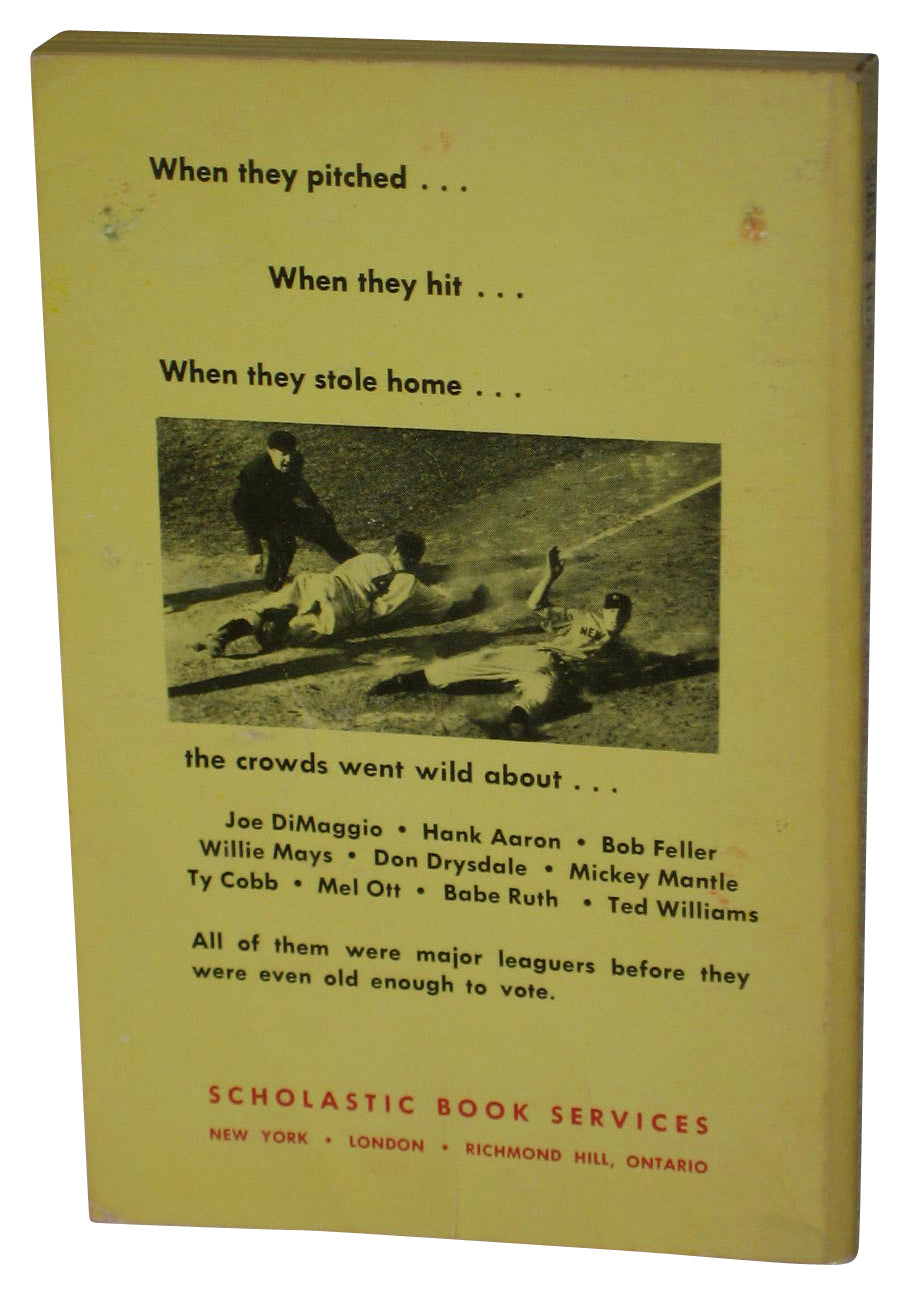 When they pitched . . .
When they hit . . .
When they stole home . . .
NEW
the crowds went wild about . . .
Joe DiMaggio • Hank Aaron • Bob Feller
Willie Mays • Don Drysdale • Mickey Mantle
Ty Cobb • Mel Ott • Babe Ruth • Ted Williams
All of them were major leaguers before they
were even old enough to vote.
SCHOLASTIC BOOK SERVICES
NEW YORK • LONDON • RICHMOND HILL, ONTARIO